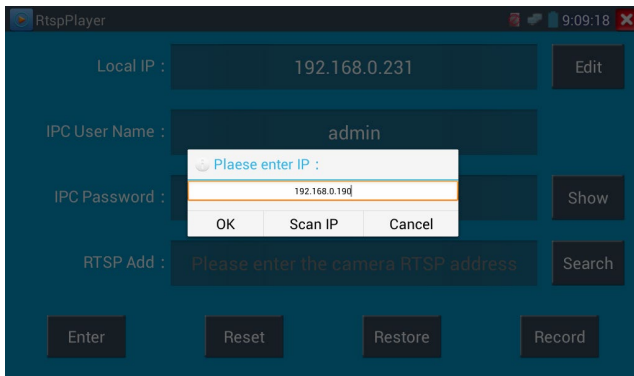 RtspPlayer 9:09:18
Local IP : 192.168.0.231 Edit
IPC User Name : admin
Plaese enter IP :
192.168.0.190
IPC Password : Show
OK Scan IP Cancel
RTSP Add : Please enter the camera RTSP address Search
Enter Reset Restore Record